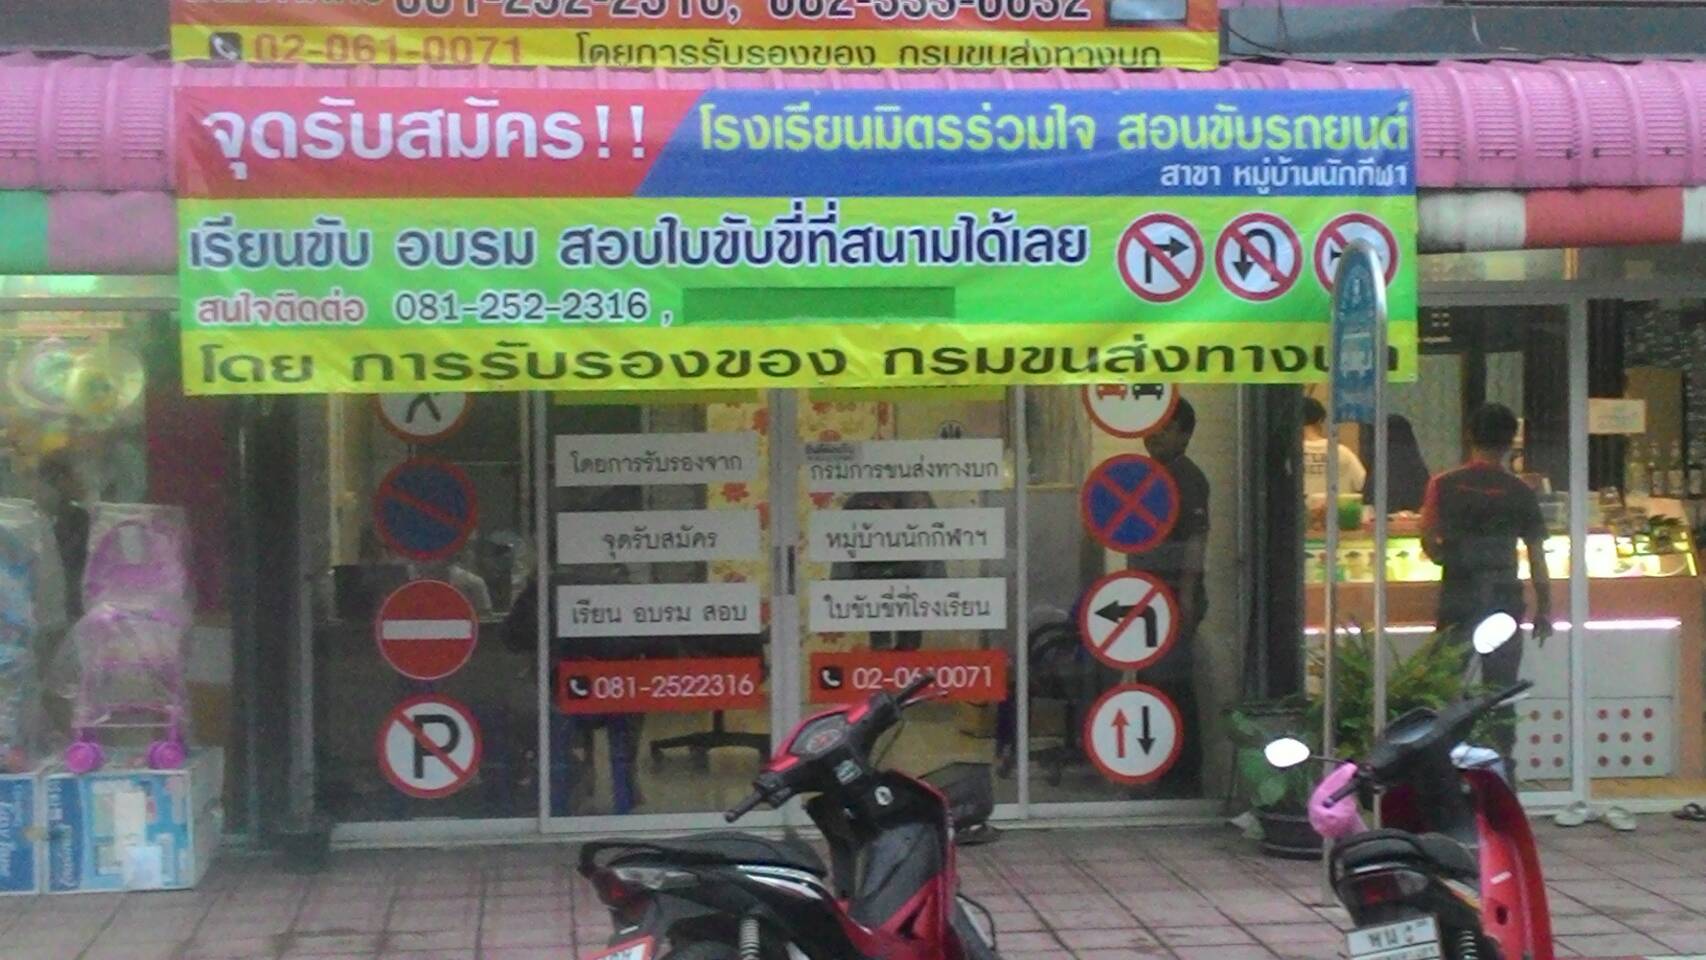 02-061-0071 โดยการรับรองของ กรมขนส่งทางบก
จุดรับสมัคร!! โรงเรียนมิตรร่วมใจ สอนขับรถยนต์
สาขา หมู่บ้านนักกีฬา
เรียนขับ อบรม สอบใบขับขี่ที่สนามได้เลย
สนใจติดต่อ 081-252-2316 ,
โดย การรับรองของ กรมขนส่งทางบก
โดยการรับรองจาก กรมการขนส่งทางบก
จุดรับสมัคร หมู่บ้านนักกีฬาฯ
เรียน อบรม สอบ ใบขับขี่ที่โรงเรียน
081-2522316 02-0610071
P